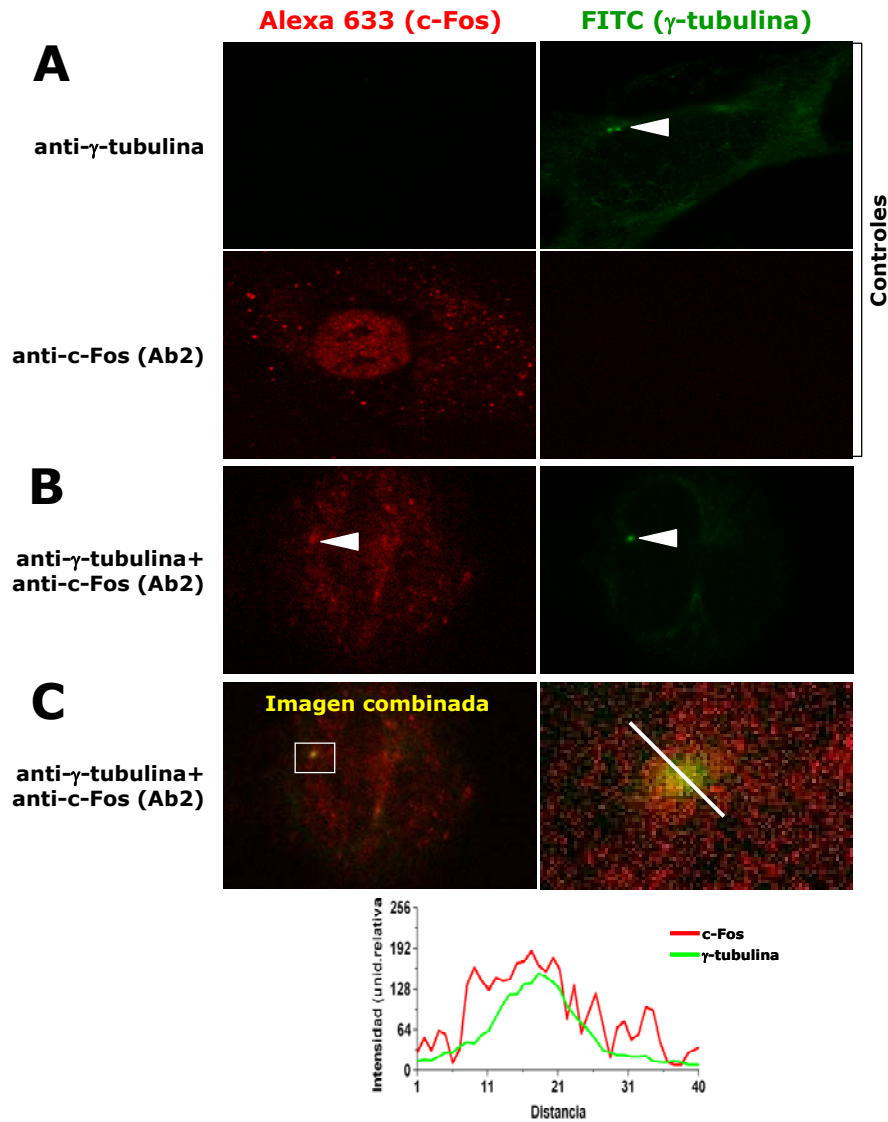 Alexa 633 (c-Fos)
FITC (γ-tubulina)
A
anti-γ-tubulina
anti-c-Fos (Ab2)
Controles
B
anti-γ-tubulina+
anti-c-Fos (Ab2)
C
Imagen combinada
anti-γ-tubulina+
anti-c-Fos (Ab2)
Intensidad (unid.relativa
256
192
128
64
0
1
11
21
31
40
Distancia
c-Fos
γ-tubulina